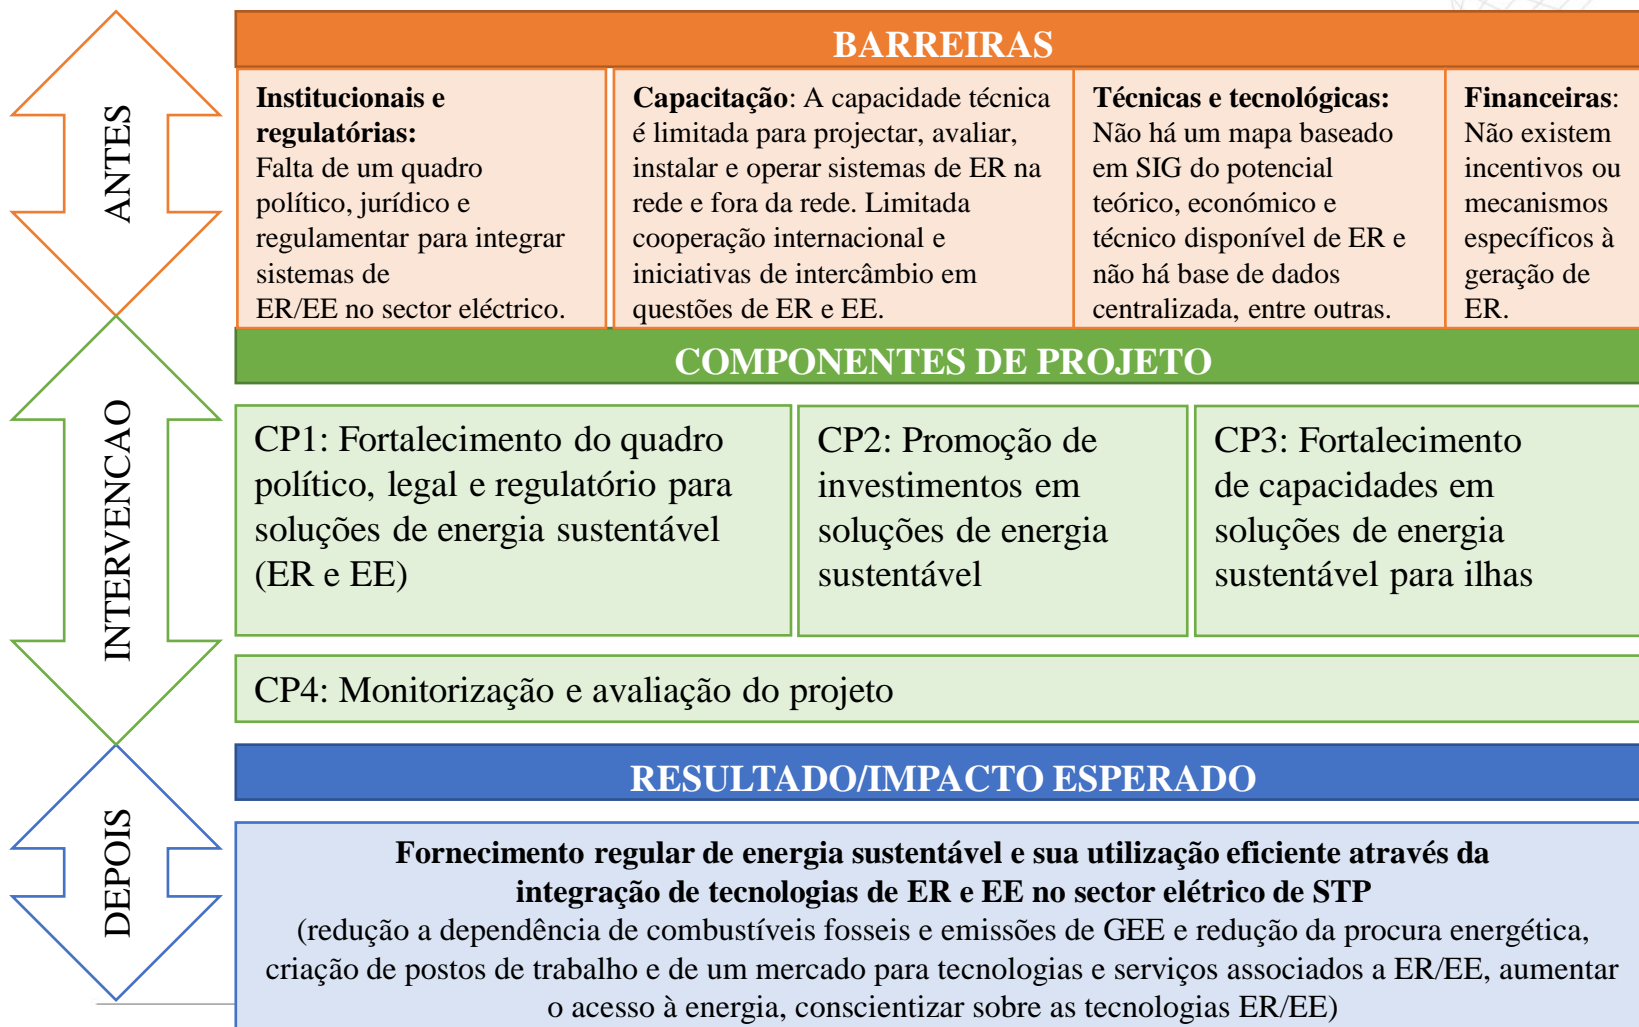 ANTES
BARREIRAS
Institucionais e
regulatórias:
Falta de um quadro
político, jurídico e
regulamentar para integrar
sistemas de
ER/EE no sector eléctrico.
Capacitação: A capacidade técnica
é limitada para projectar, avaliar,
instalar e operar sistemas de ER na
rede e fora da rede. Limitada
cooperação internacional e
iniciativas de intercâmbio em
questões de ER e EE.
Técnicas e tecnológicas:
Não há um mapa baseado
em SIG do potencial
teórico, económico e
técnico disponível de ER e
não há base de dados
centralizada, entre outras.
Financeiras:
Não existem
incentivos ou
mecanismos
específicos à
geração de
ER.
INTERVENCAO
COMPONENTES DE PROJETO
CP1: Fortalecimento do quadro
político, legal e regulatório para
soluções de energia sustentável
(ER e EE)
CP2: Promoção de
investimentos em
soluções de energia
sustentável
CP3: Fortalecimento
de capacidades em
soluções de energia
sustentável para ilhas
CP4: Monitorização e avaliação do projeto
DEPOIS
RESULTADO/IMPACTO ESPERADO
Fornecimento regular de energia sustentável e sua utilização eficiente através da
integração de tecnologias de ER e EE no sector elétrico de STP
(redução a dependência de combustíveis fosseis e emissões de GEE e redução da procura energética,
criação de postos de trabalho e de um mercado para tecnologias e serviços associados a ER/EE, aumentar
o acesso à energia, conscientizar sobre as tecnologias ER/EE)